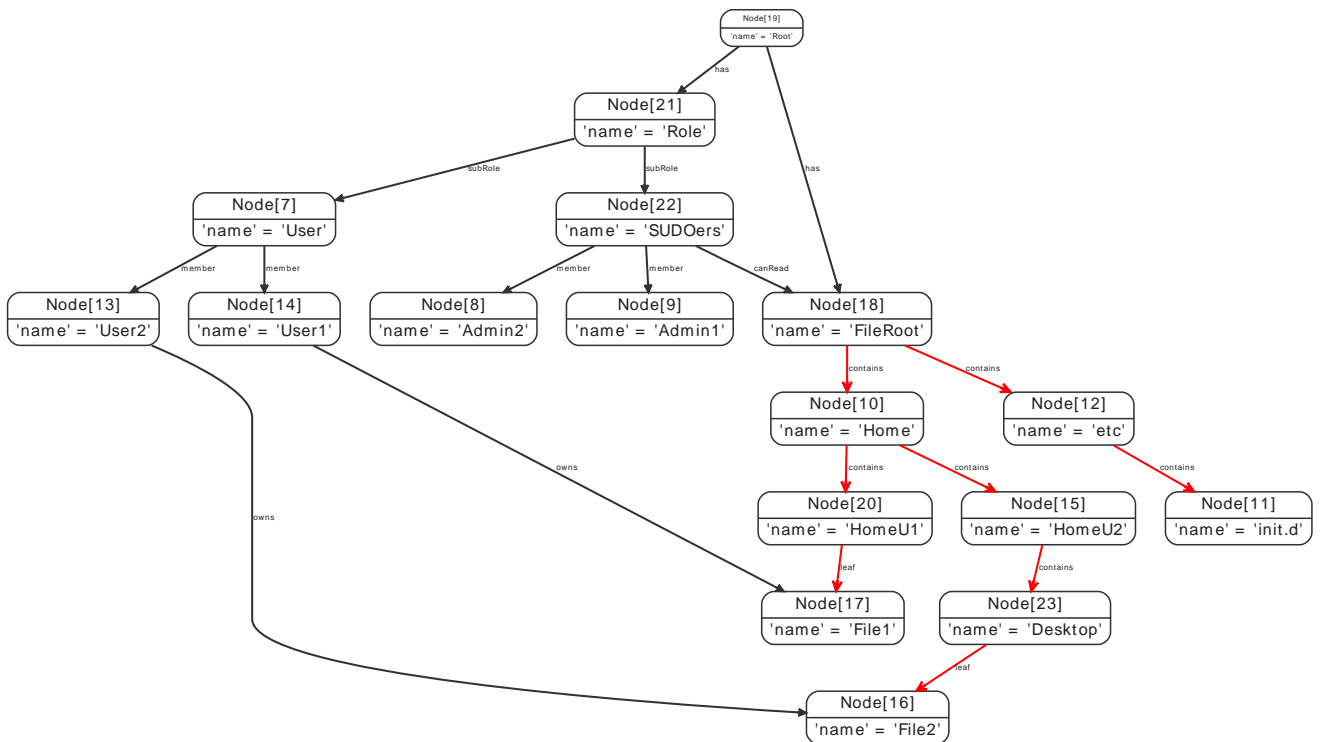 Node[19]
'name' = 'Root'
has
Node[21]
'name' = 'Role'
has
subRole
subRole
Node[7]
'name' = 'User'
Node[22]
'name' = 'SUDOers'
member
member
member
member
canRead
Node[13]
'name' = 'User2'
Node[14]
'name' = 'User1'
Node[8]
'name' = 'Admin2'
Node[9]
'name' = 'Admin1'
Node[18]
'name' = 'FileRoot'
contains
contains
Node[10]
'name' = 'Home'
Node[12]
'name' = 'etc'
owns
contains
contains
contains
Node[20]
'name' = 'HomeU1'
Node[15]
'name' = 'HomeU2'
Node[11]
'name' = 'init.d'
owns
leaf
contains
Node[17]
'name' = 'File1'
Node[23]
'name' = 'Desktop'
leaf
Node[16]
'name' = 'File2'